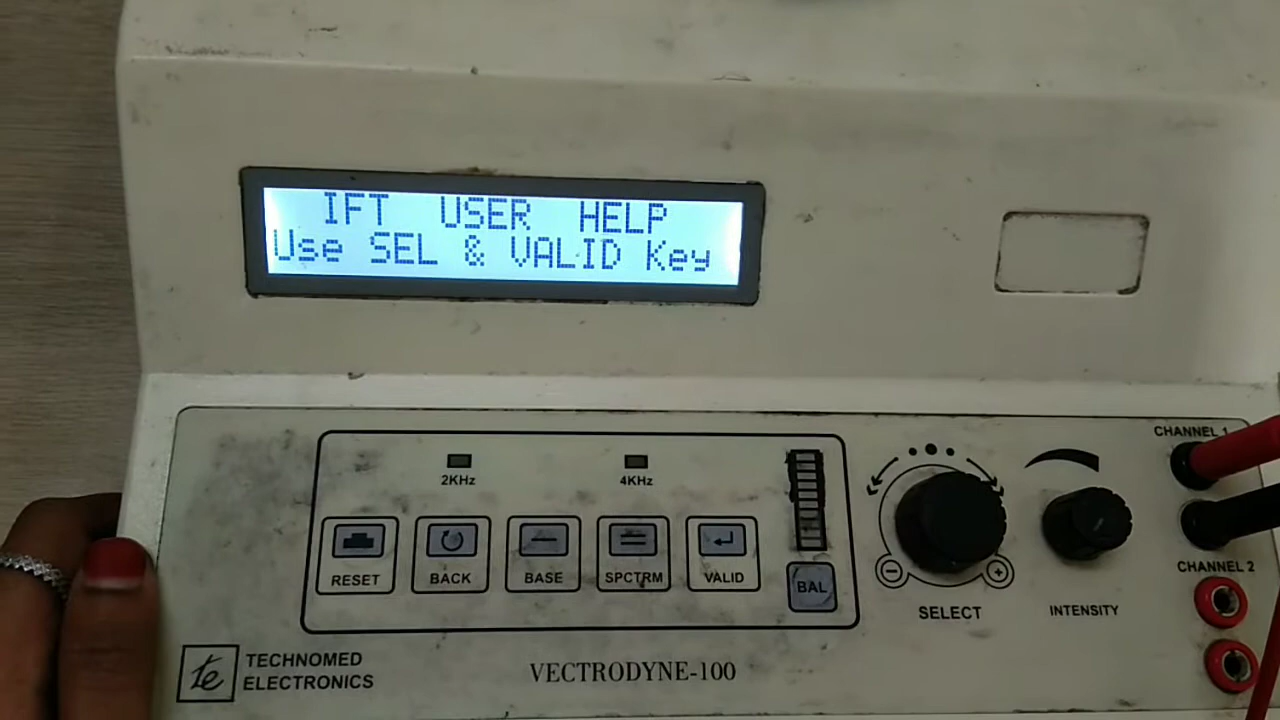 IFT USER HELP
Use SEL & VALID Key
CHANNEL 1
2KHz 4KHz
RESET BACK BASE SPCTRM VALID
BAL
SELECT
INTENSITY
CHANNEL 2
te TECHNOMED
ELECTRONICS
VECTRODYNE-100